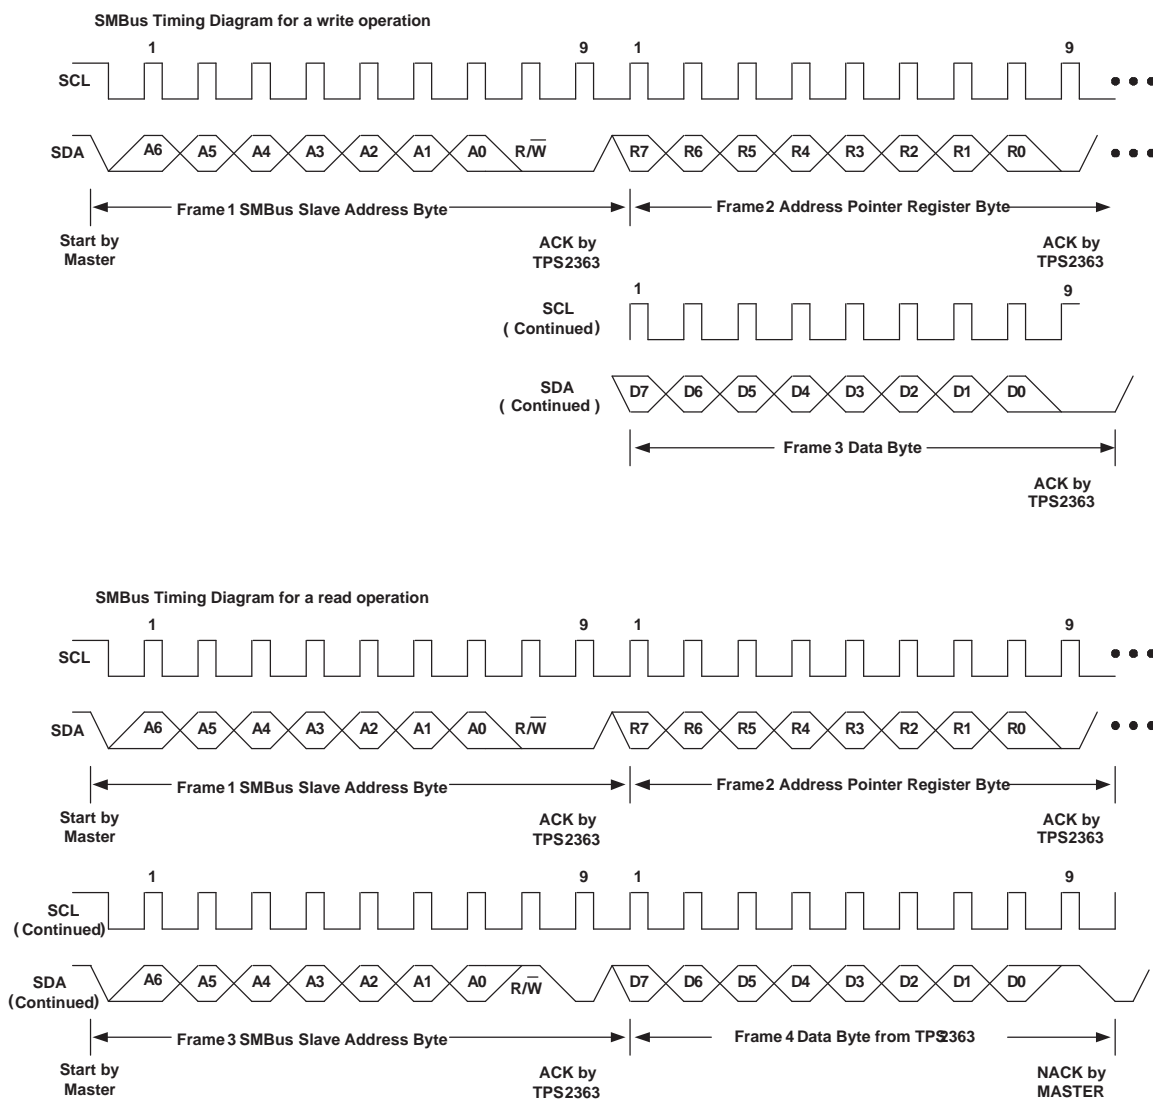 SMBus Timing Diagram for a write operation
1 9 1 9
SCL
SDA A6 A5 A4 A3 A2 A1 A0 R/W̅ R7 R6 R5 R4 R3 R2 R1 R0
Frame 1 SMBus Slave Address Byte Frame 2 Address Pointer Register Byte
Start by ACK by ACK by
Master TPS2363 TPS2363
1 9
SCL
( Continued)
SDA D7 D6 D5 D4 D3 D2 D1 D0
( Continued )
Frame 3 Data Byte
ACK by
TPS2363
SMBus Timing Diagram for a read operation
1 9 1 9
SCL
SDA A6 A5 A4 A3 A2 A1 A0 R/W̅ R7 R6 R5 R4 R3 R2 R1 R0
Frame 1 SMBus Slave Address Byte Frame 2 Address Pointer Register Byte
Start by ACK by ACK by
Master TPS2363 TPS2363
1 9 1 9
SCL
( Continued)
SDA A6 A5 A4 A3 A2 A1 A0 R/W̅ D7 D6 D5 D4 D3 D2 D1 D0
(Continued)
Frame 3 SMBus Slave Address Byte Frame 4 Data Byte from TPS2363
Start by ACK by NACK by
Master TPS2363 MASTER